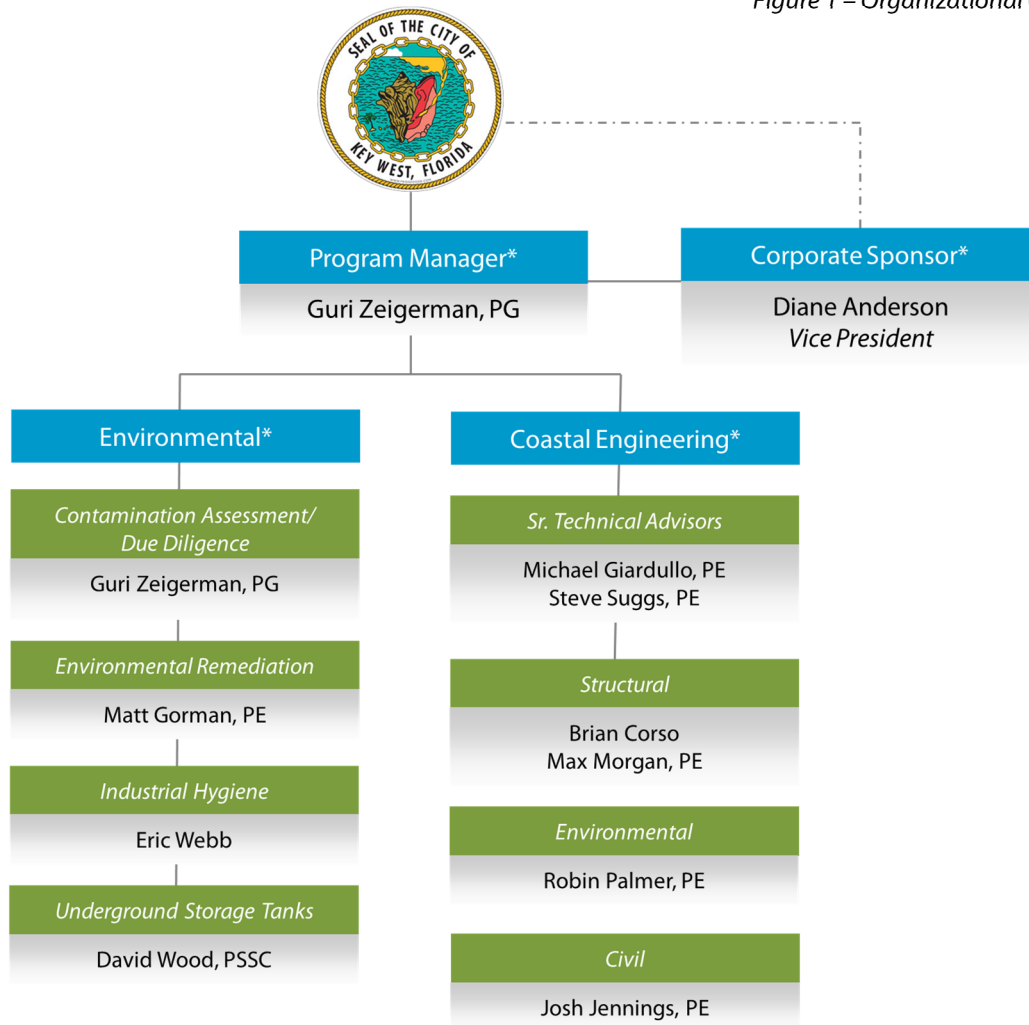 Figure 1 – Organizational
SEAL OF THE CITY OF
KEY WEST, FLORIDA
Program Manager*
Guri Zeigerman, PG
Corporate Sponsor*
Diane Anderson
Vice President
Environmental*
Contamination Assessment/
Due Diligence
Guri Zeigerman, PG
Environmental Remediation
Matt Gorman, PE
Industrial Hygiene
Eric Webb
Underground Storage Tanks
David Wood, PSSC
Coastal Engineering*
Sr. Technical Advisors
Michael Giardullo, PE
Steve Suggs, PE
Structural
Brian Corso
Max Morgan, PE
Environmental
Robin Palmer, PE
Civil
Josh Jennings, PE